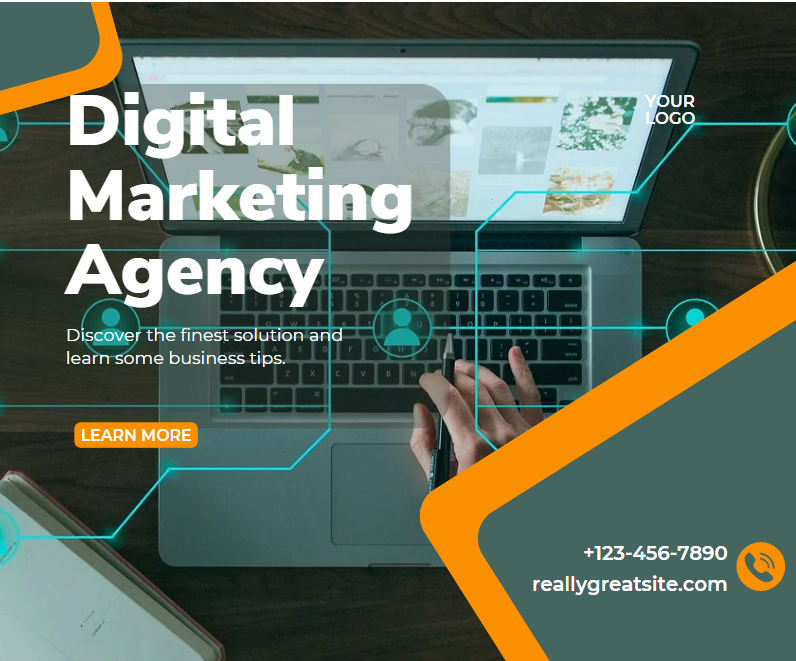 Digital
Marketing
Agency
YOUR
LOGO
Discover the finest solution and
learn some business tips.
LEARN MORE
+123-456-7890
reallygreatsite.com